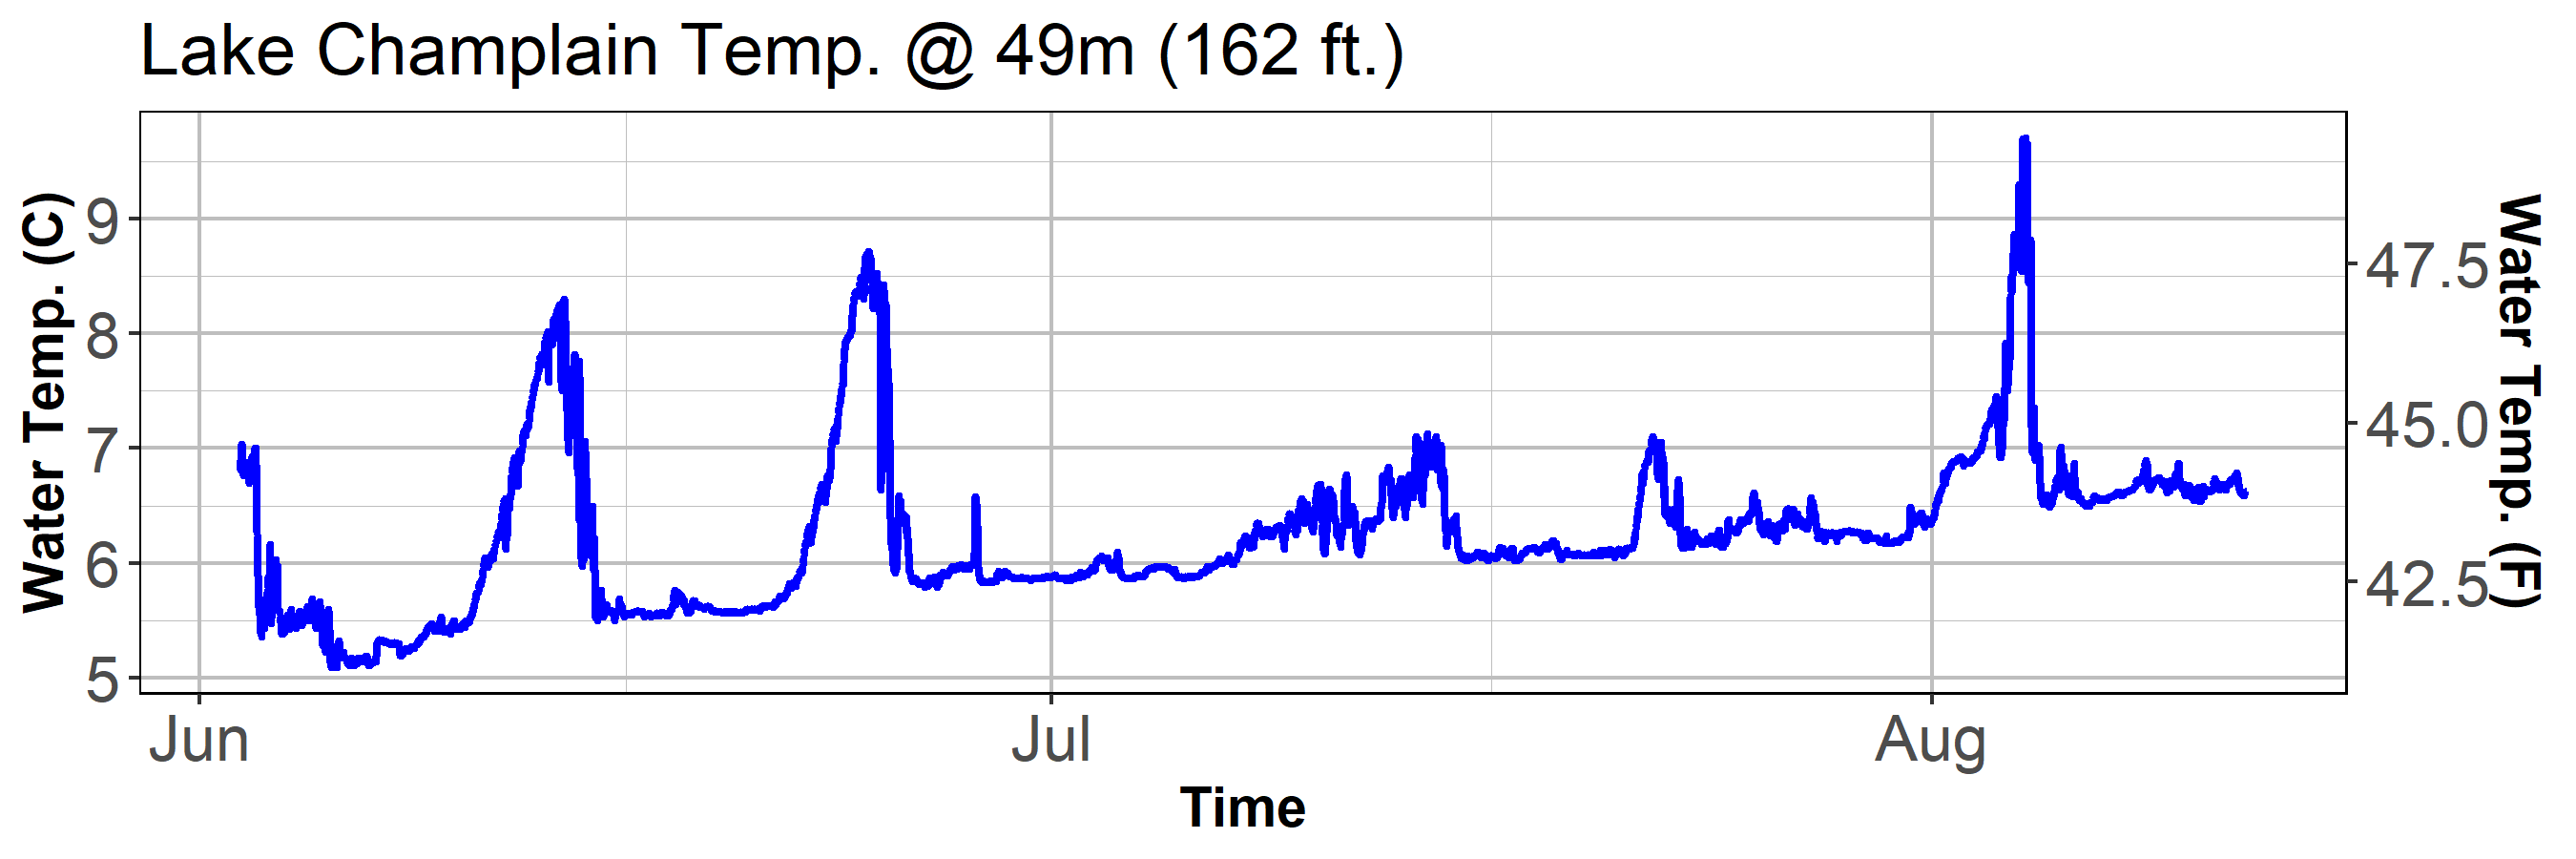 Lake Champlain Temp. @ 49m (162 ft.)
Water Temp. (C)
9
8
7
6
5
47.5
45.0
42.5
Water Temp. (F)
Jun
Jul
Aug
Time